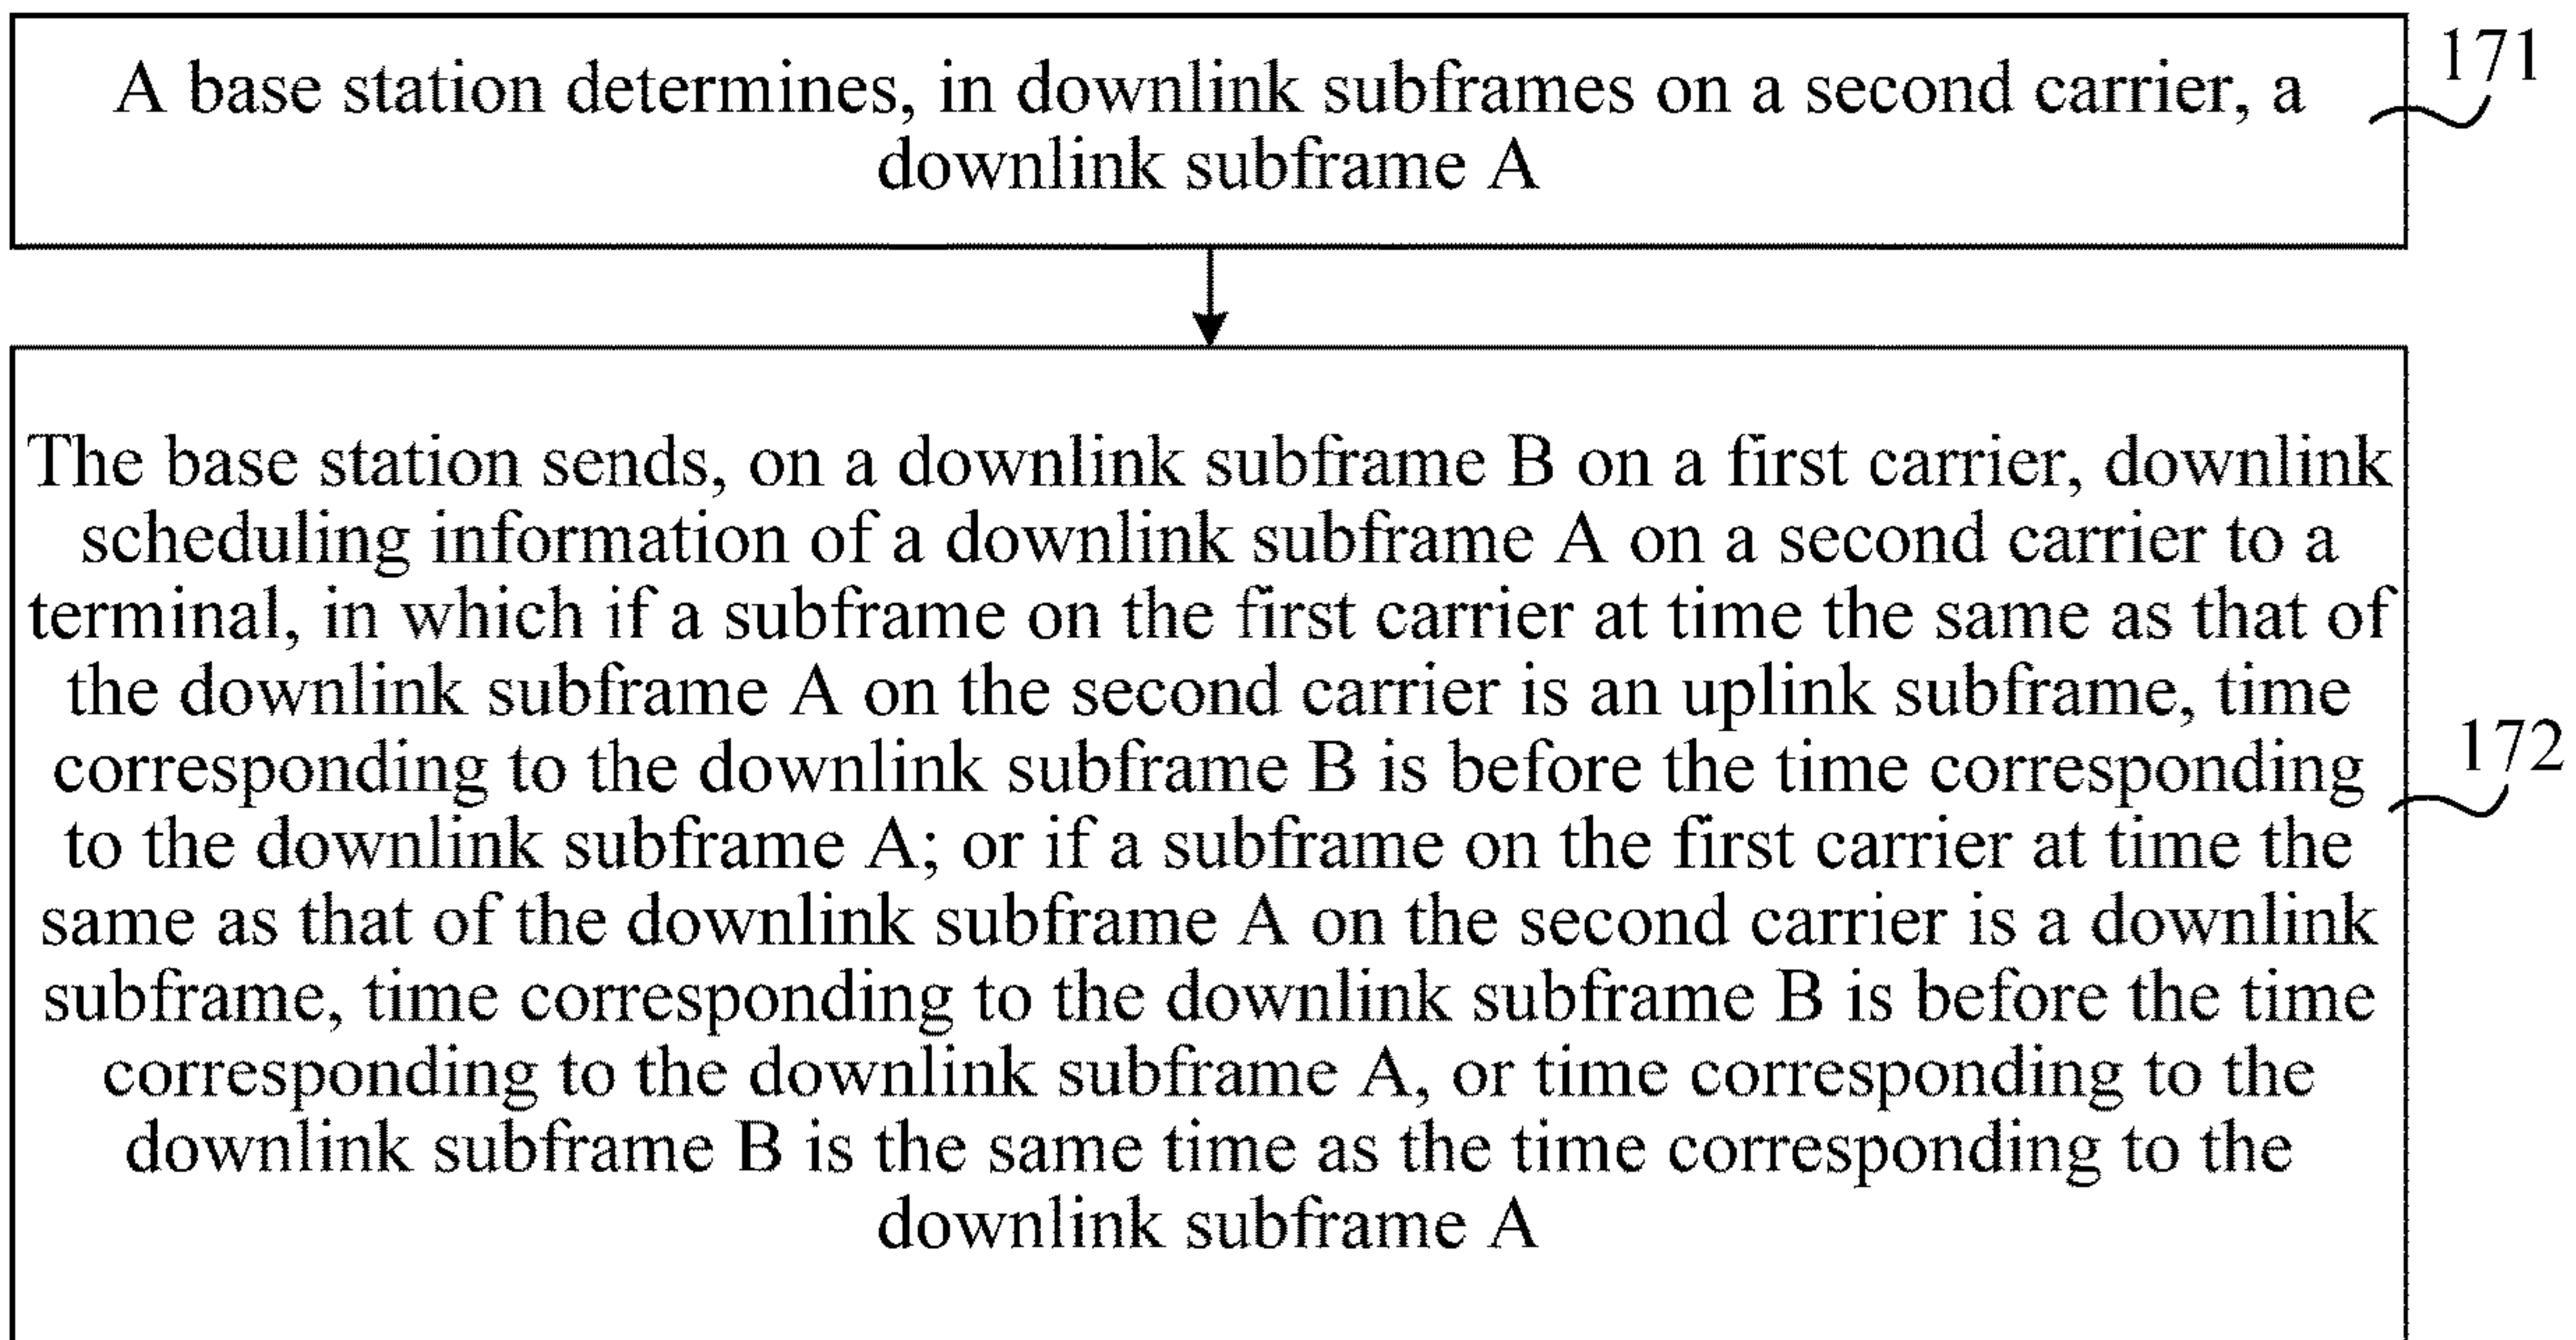 A base station determines, in downlink subframes on a second carrier, a
downlink subframe A
171
The base station sends, on a downlink subframe B on a first carrier, downlink
scheduling information of a downlink subframe A on a second carrier to a
terminal, in which if a subframe on the first carrier at time the same as that of
the downlink subframe A on the second carrier is an uplink subframe, time
corresponding to the downlink subframe B is before the time corresponding
to the downlink subframe A; or if a subframe on the first carrier at time the
same as that of the downlink subframe A on the second carrier is a downlink
subframe, time corresponding to the downlink subframe B is before the time
corresponding to the downlink subframe A, or time corresponding to the
downlink subframe B is the same time as the time corresponding to the
downlink subframe A
172